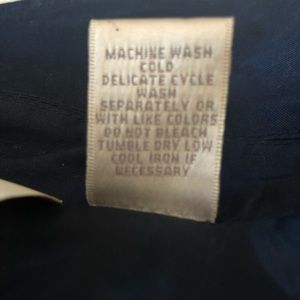 MACHINE WASH
COLD
DELICATE CYCLE
WASH
SEPARATELY OR
WITH LIKE COLORS
DO NOT BLEACH
TUMBLE DRY LOW
COOL IRON IF
NECESSARY